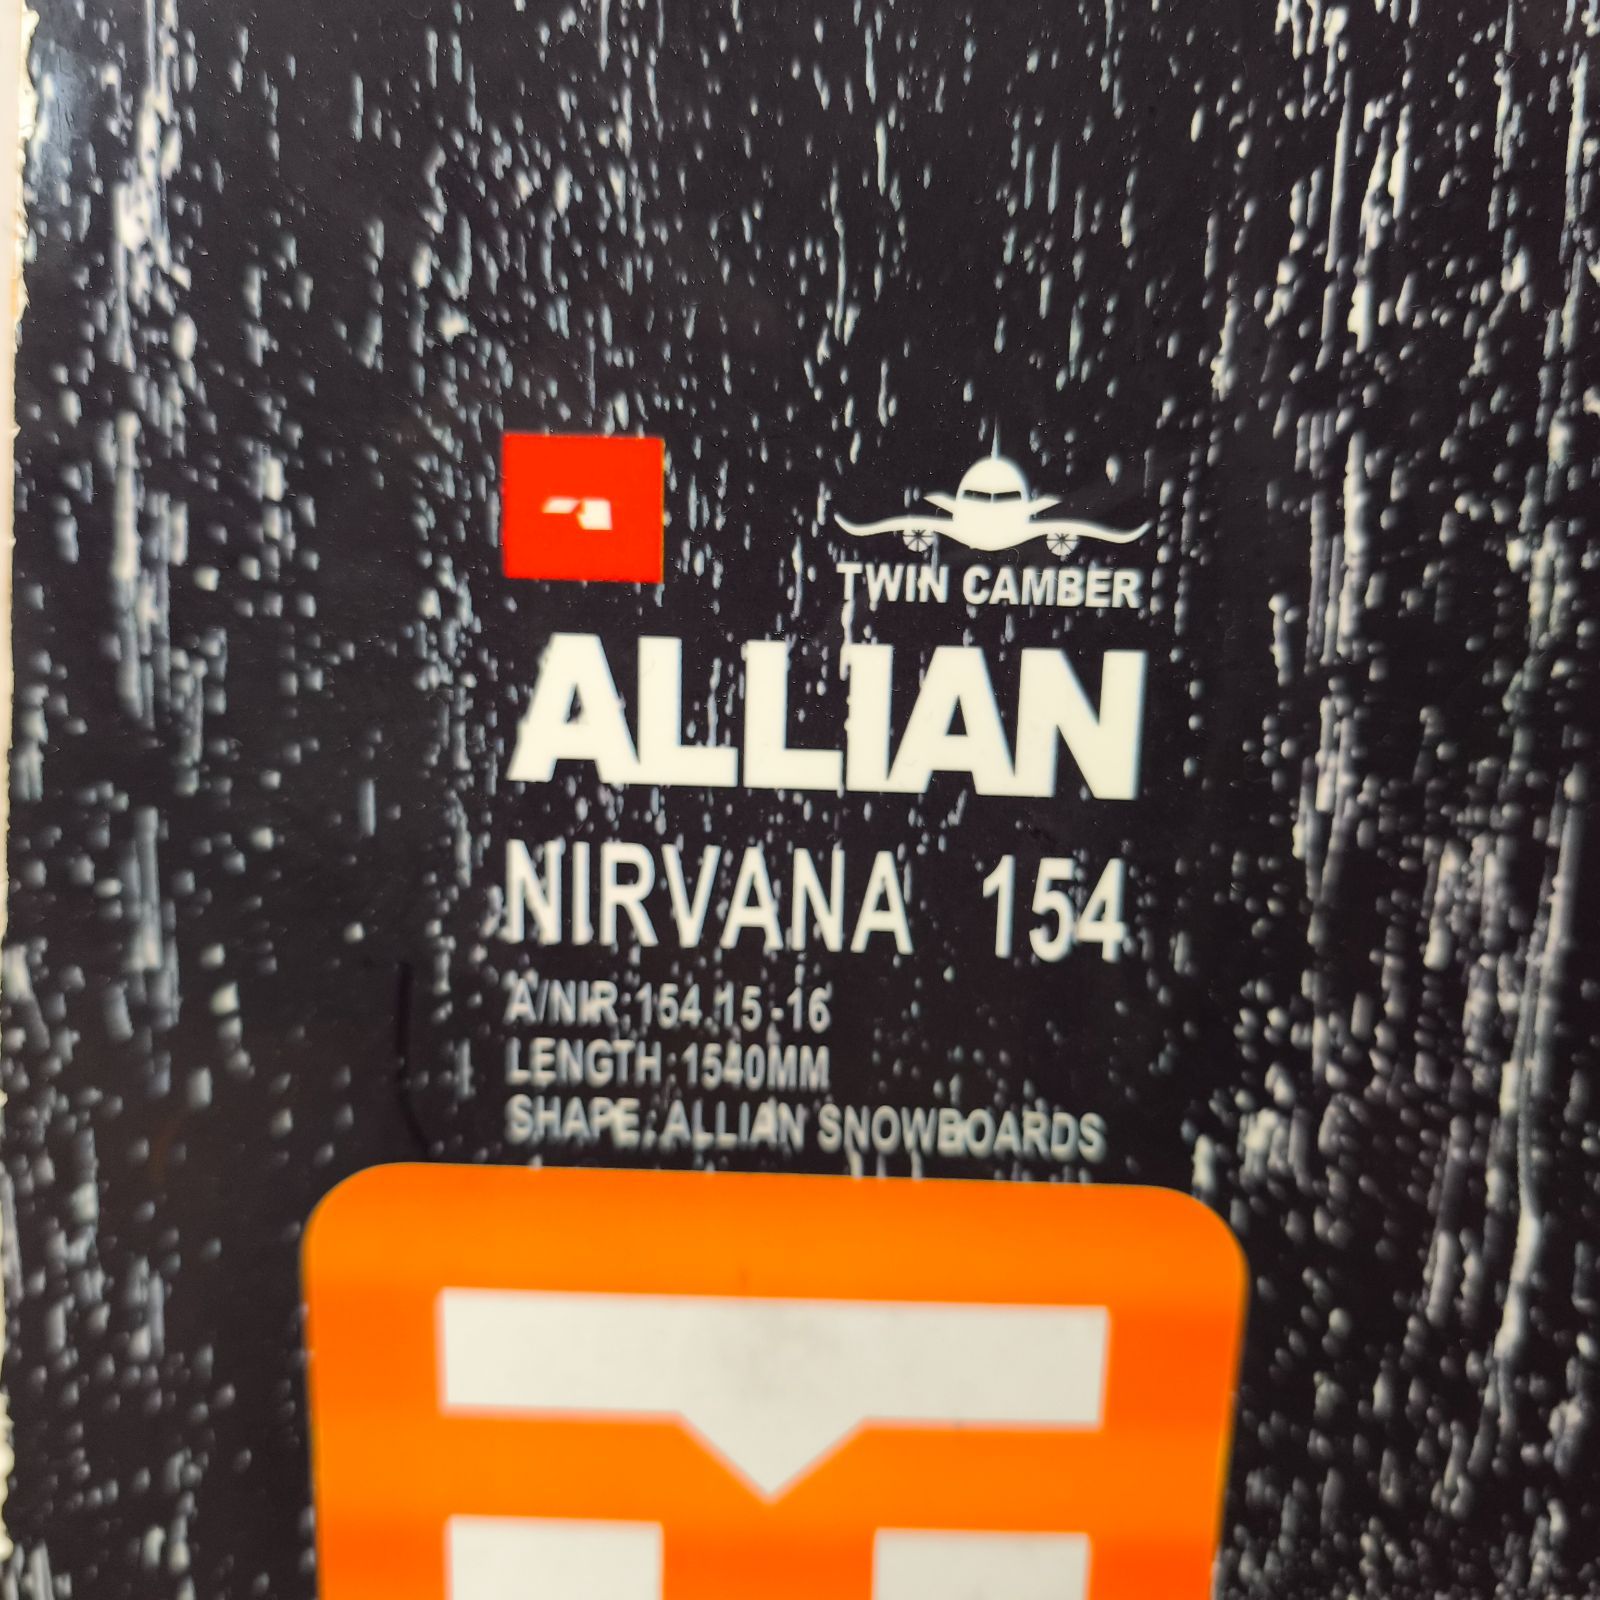 TWIN CAMBER
ALLIAN
NIRVANA 154
A/NIR:154.15-16
LENGTH:1540MM
SHAPE:ALLIAN SNOWBOARDS